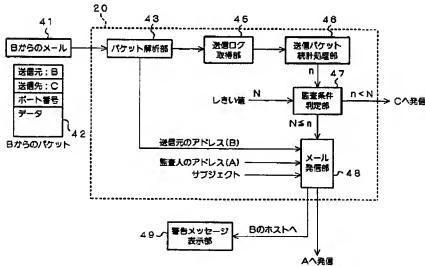 20
41
43
45
46
Bからのメール
パケット解析部
送信ログ
取得部
送信パケット
統計処理部
n
送信元：B
送信先：C
ポート番号
データ
42
Bからのパケット
しきい値
N
47
監査条件
判定部
n<N
Cへ発信
N≦n
送信元のアドレス(B)
監査人のアドレス(A)
サブジェクト
メール
発信部
48
49
警告メッセージ
表示部
Bのホストへ
Aへ発信